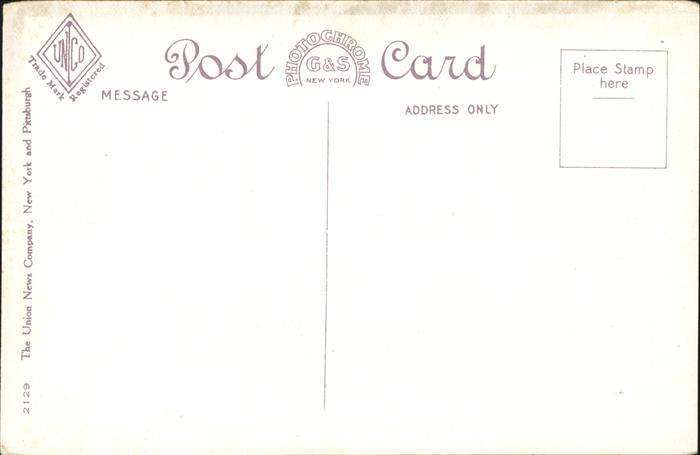 UNICO
Trade Mark Registered
Post Card
PHOTOCHROME
G&S
NEW YORK
MESSAGE
ADDRESS ONLY
Place Stamp
here
2129 The Union News Company, New York and Pittsburgh